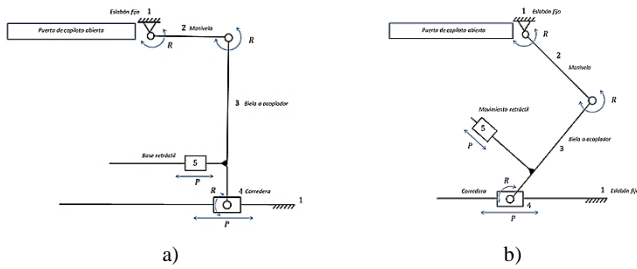 Eslabón fijo
1
Puerta de copiloto abierta
2 Manivela
R
R
3 Biela o acoplador
Base retráctil
5
P
R
4 Corredera
1
P
a)
1 Eslabón fijo
Puerta de copiloto abierta
R
2
Manivela
R
Movimiento retráctil
5
P
3
Biela o acoplador
R
Corredera
4
1
Eslabón fijo
P
b)